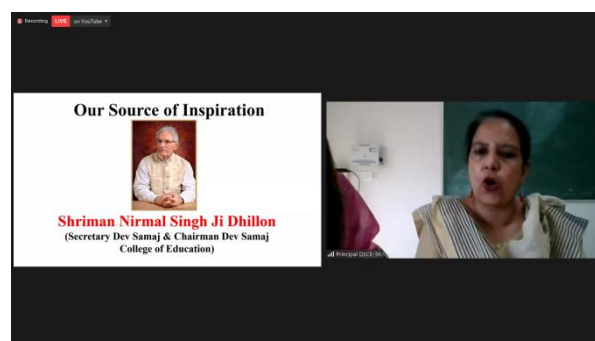 Recording LIVE on YouTube
Our Source of Inspiration
Shriman Nirmal Singh Ji Dhillon
(Secretary Dev Samaj & Chairman Dev Samaj
College of Education)
Principal DSCE-36